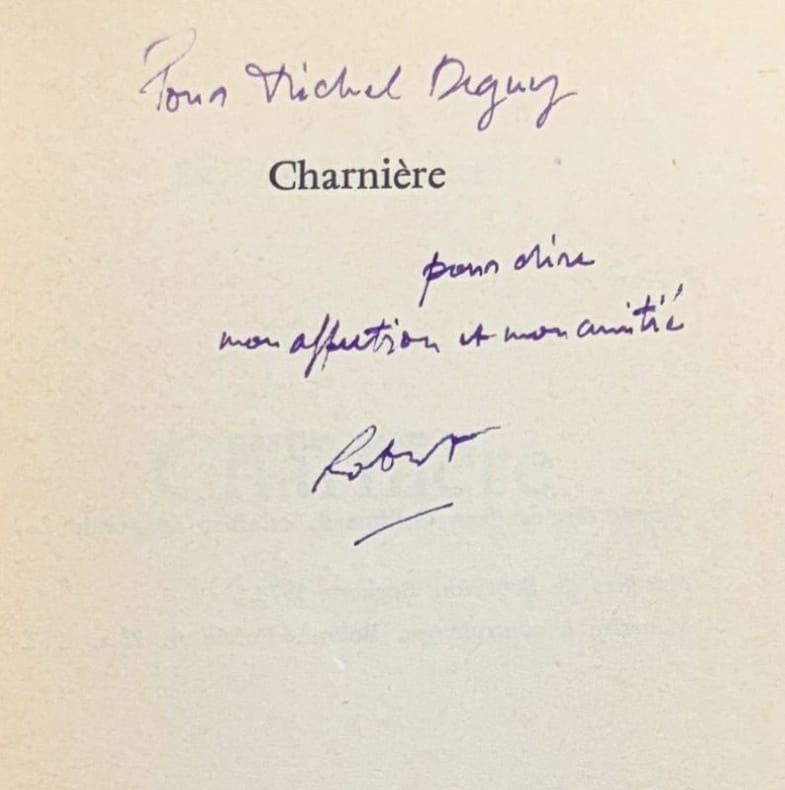 Pour Michel Deguy
Charnière
pour dire
mon affection et mon amitié
Robert